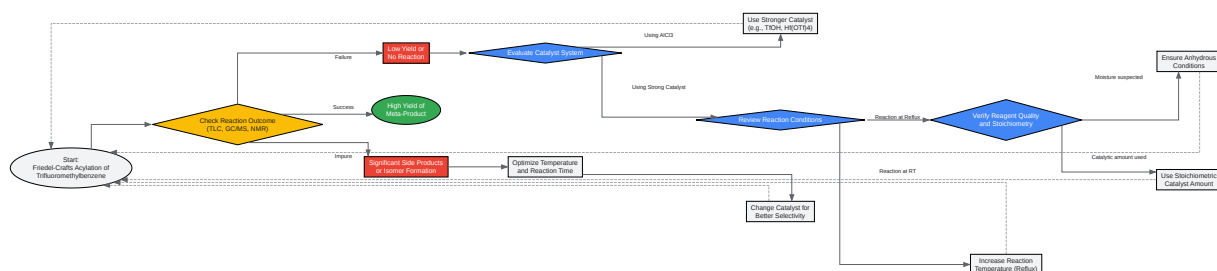 Use Stronger Catalyst
(e.g., TfOH, Hf(OTf)4)
Using AlCl3
Low Yield or
No Reaction
Evaluate Catalyst System
Failure
Ensure Anhydrous
Conditions
Moisture suspected
Using Strong Catalyst
High Yield of
Meta-Product
Success
Check Reaction Outcome
(TLC, GC/MS, NMR)
Review Reaction Conditions
Reaction at Reflux
Verify Reagent Quality
and Stoichiometry
Start:
Friedel-Crafts Acylation of
Trifluoromethylbenzene
Impure
Significant Side Products
or Isomer Formation
Optimize Temperature
and Reaction Time
Catalytic amount used
Reaction at RT
Use Stoichiometric
Catalyst Amount
Change Catalyst for
Better Selectivity
Increase Reaction
Temperature (Reflux)